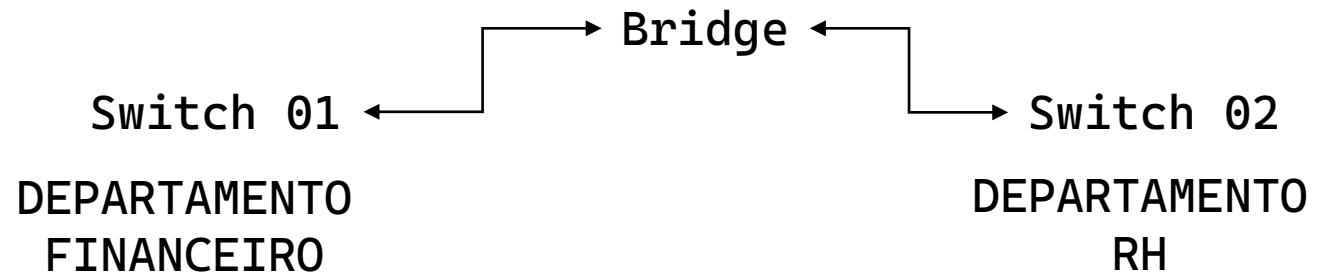 Bridge
Switch 01
Switch 02
DEPARTAMENTO
FINANCEIRO
DEPARTAMENTO
RH